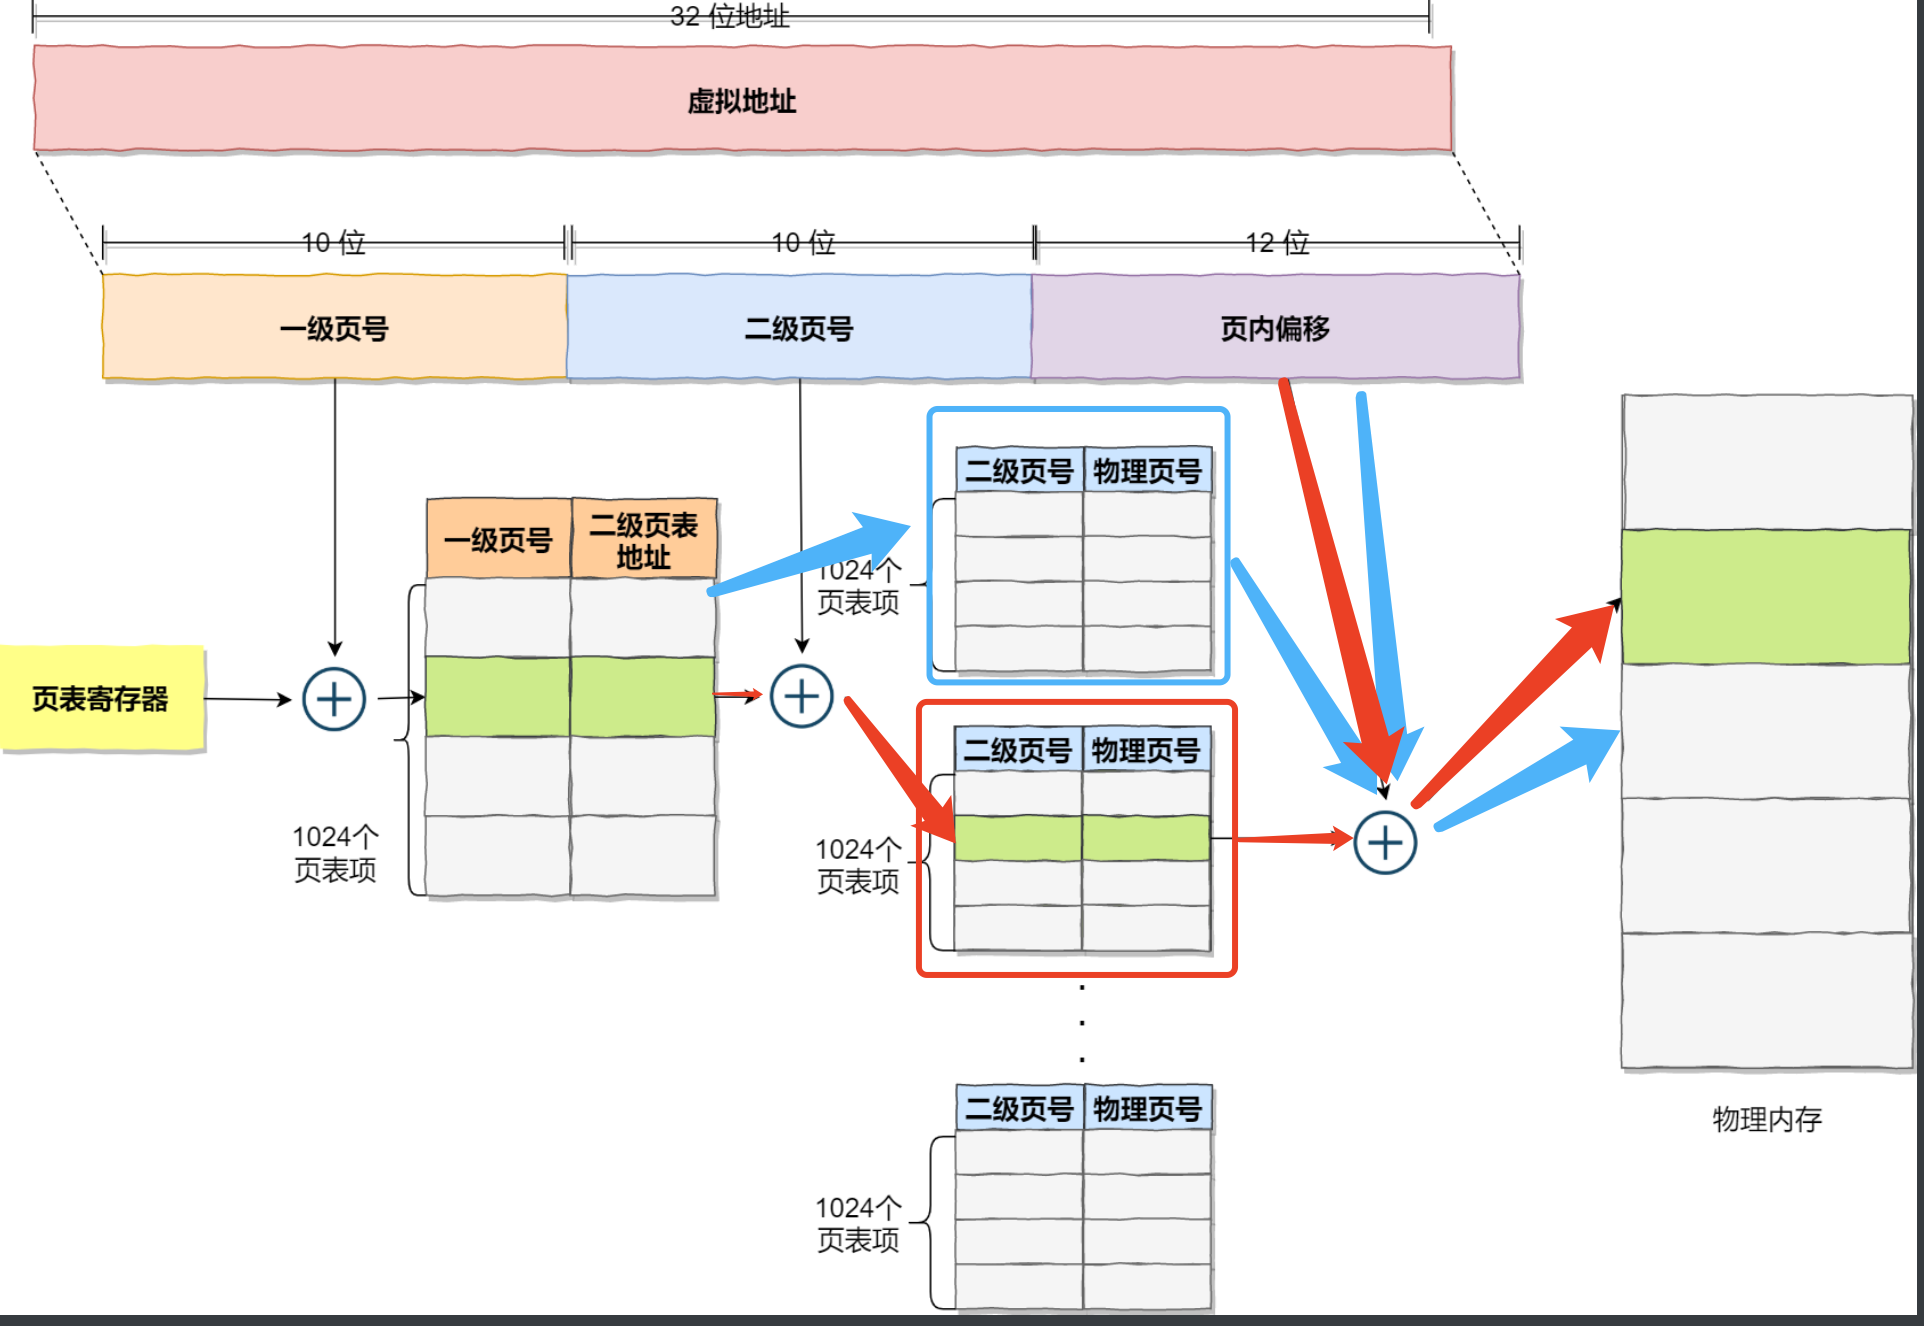 32 位地址
虚拟地址
10 位
10 位
12 位
一级页号
二级页号
页内偏移
页表寄存器
一级页号
二级页表
地址
1024个
页表项
二级页号
物理页号
1024个
页表项
二级页号
物理页号
1024个
页表项
.
.
.
二级页号
物理页号
1024个
页表项
物理内存